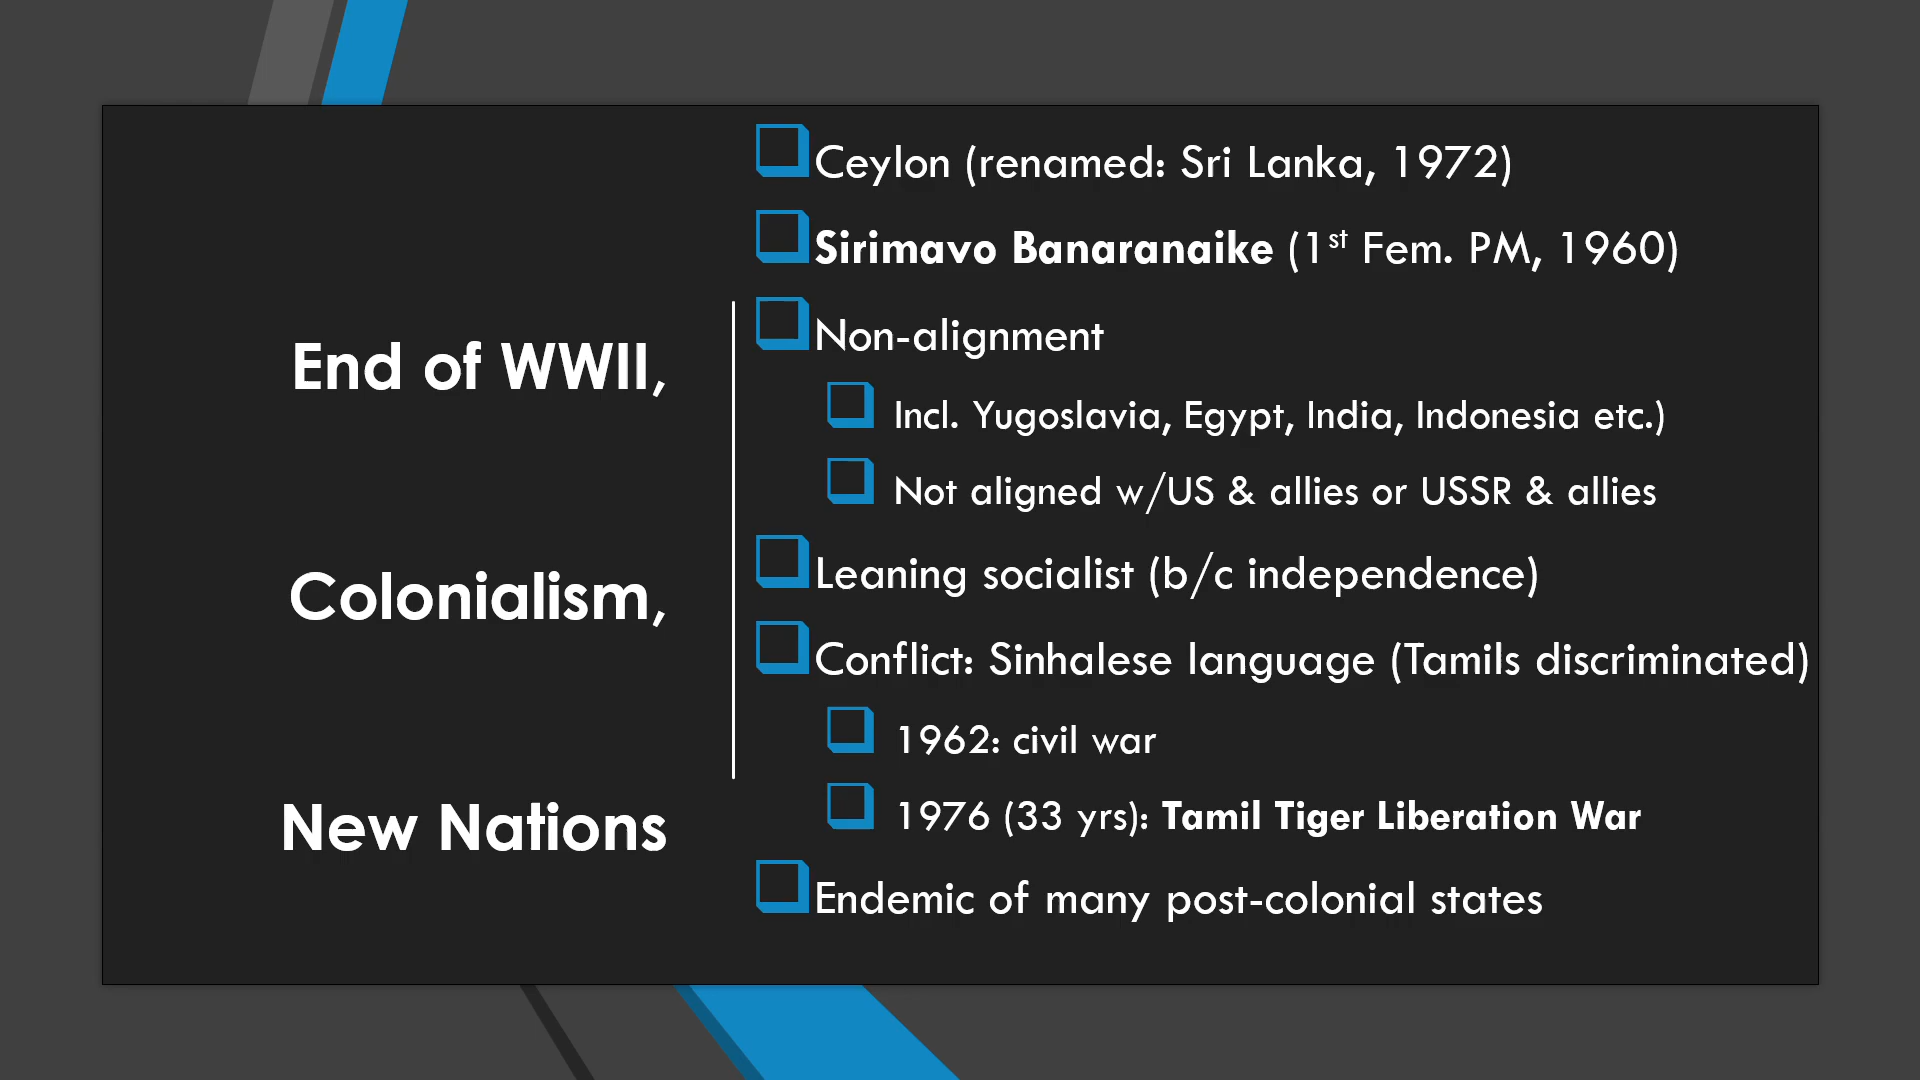 End of WWII,
Colonialism,
New Nations
Ceylon (renamed: Sri Lanka, 1972)
Sirimavo Banaranaike (1st Fem. PM, 1960)
Non-alignment
Incl. Yugoslavia, Egypt, India, Indonesia etc.)
Not aligned w/US & allies or USSR & allies
Leaning socialist (b/c independence)
Conflict: Sinhalese language (Tamils discriminated)
1962: civil war
1976 (33 yrs): Tamil Tiger Liberation War
Endemic of many post-colonial states